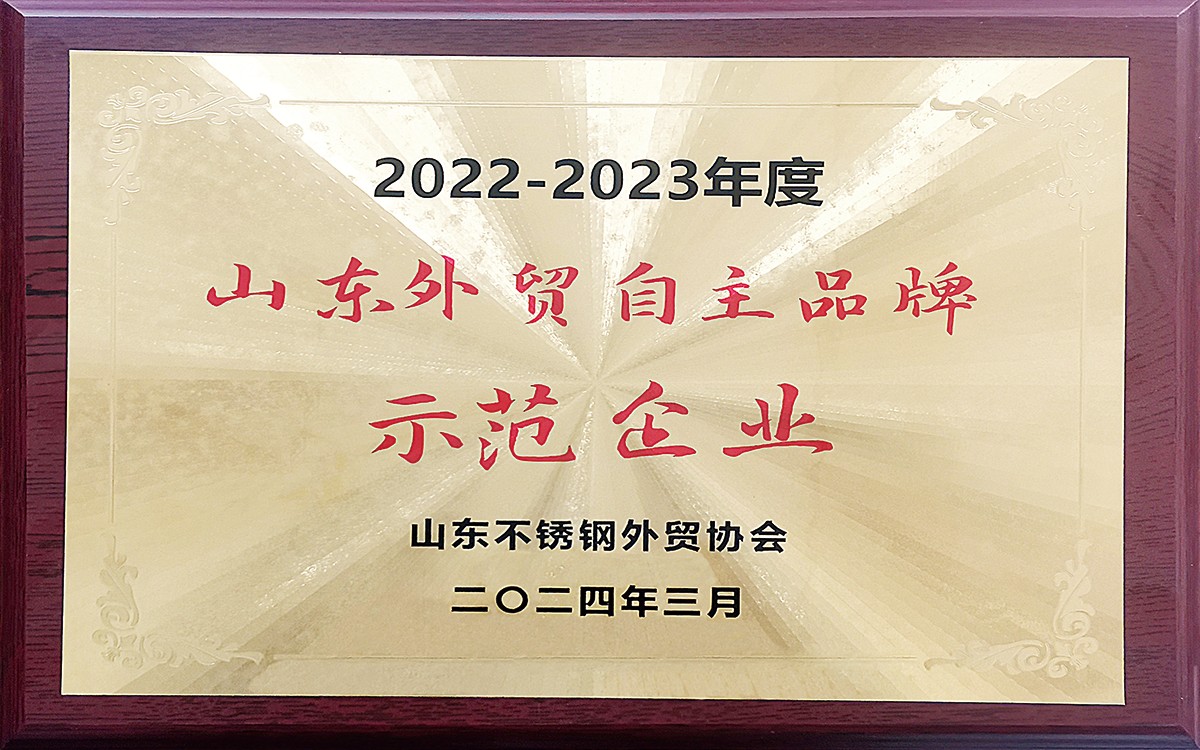 2022-2023年度
山东外贸自主品牌
示范企业
山东不锈钢外贸协会
二〇二四年三月